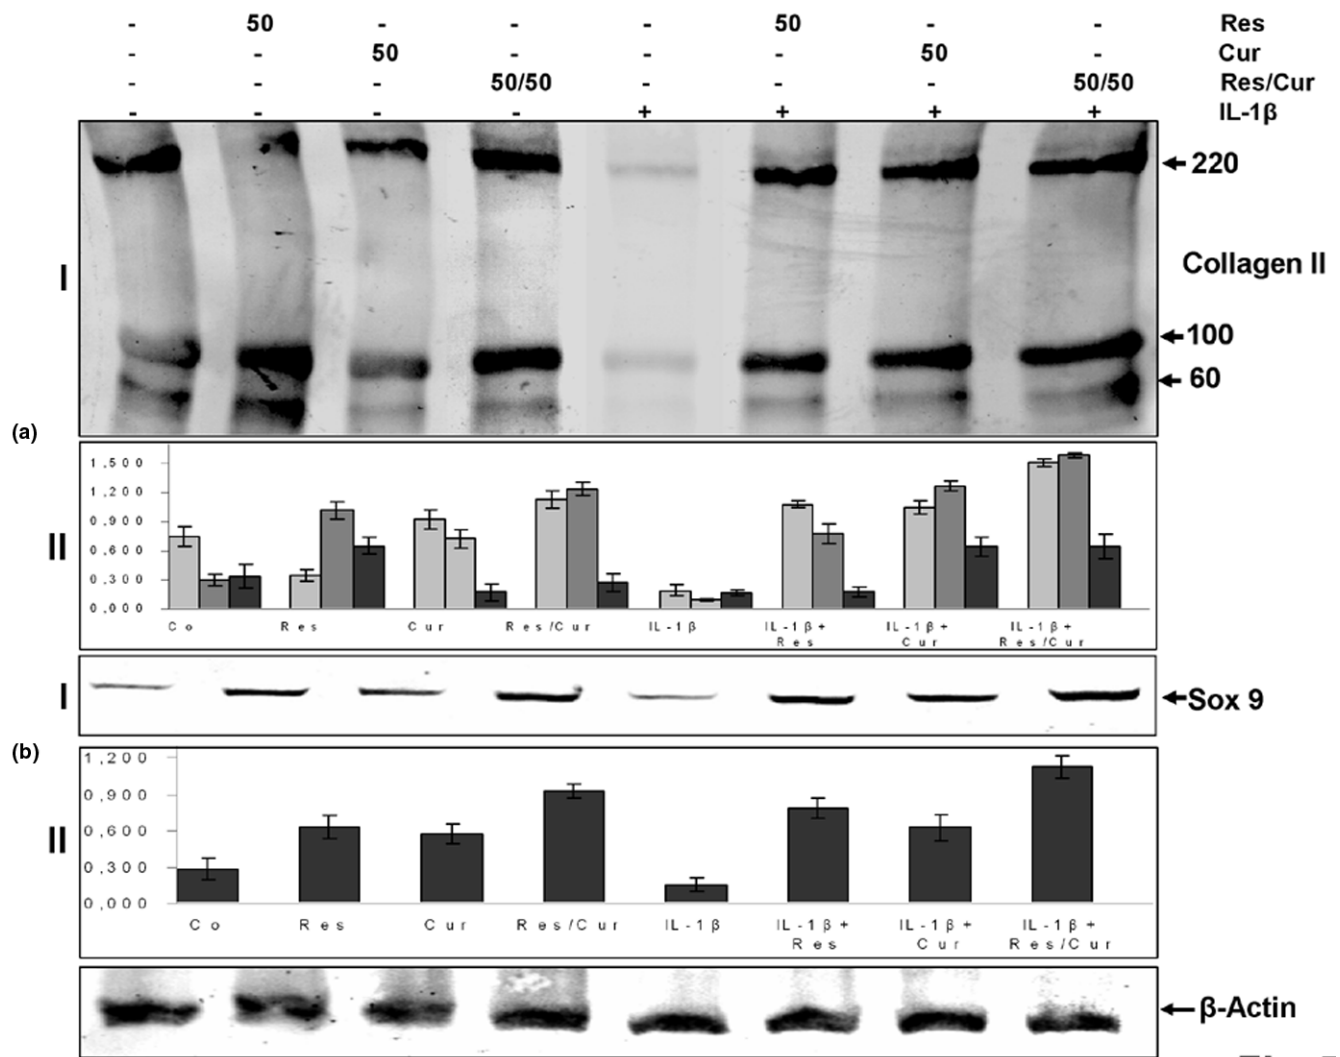 - 50 - - - 50 - - Res
- - 50 - - - 50 - Cur
- - - 50/50 - - - 50/50 Res/Cur
- - - - + + + + IL-1β
220
I
Collagen II
100
60
(a)
1,500
1,200
0,900
II
0,600
0,300
0,000
Co Res Cur Res/Cur IL-1β IL-1β+ IL-1β+ IL-1β+
Res Cur Res/Cur
I Sox 9
(b)
1,200
0,900
II
0,600
0,300
0,000
Co Res Cur Res/Cur IL-1β IL-1β+ IL-1β+ IL-1β+
Res Cur Res/Cur
β-Actin